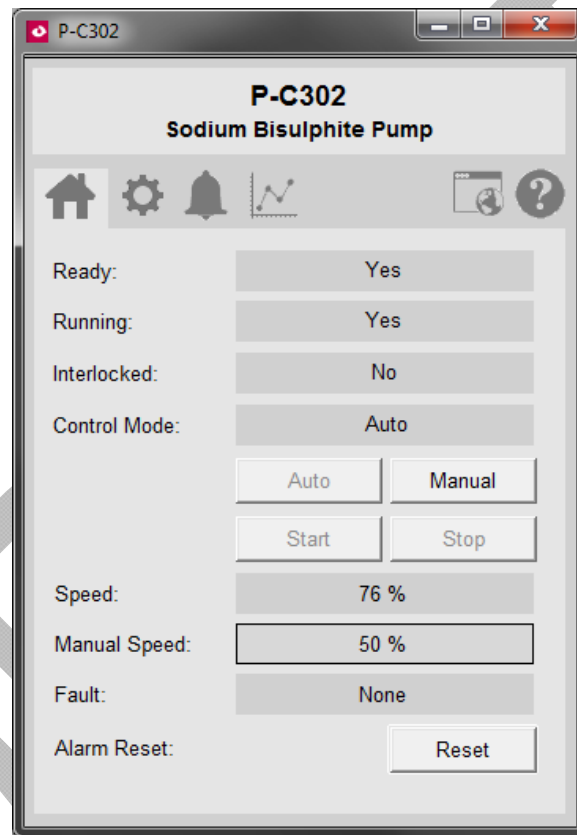 P-C302
P-C302
Sodium Bisulphite Pump
?
Ready: Yes
Running: Yes
Interlocked: No
Control Mode: Auto
Auto Manual
Start Stop
Speed: 76 %
Manual Speed: 50 %
Fault: None
Alarm Reset: Reset